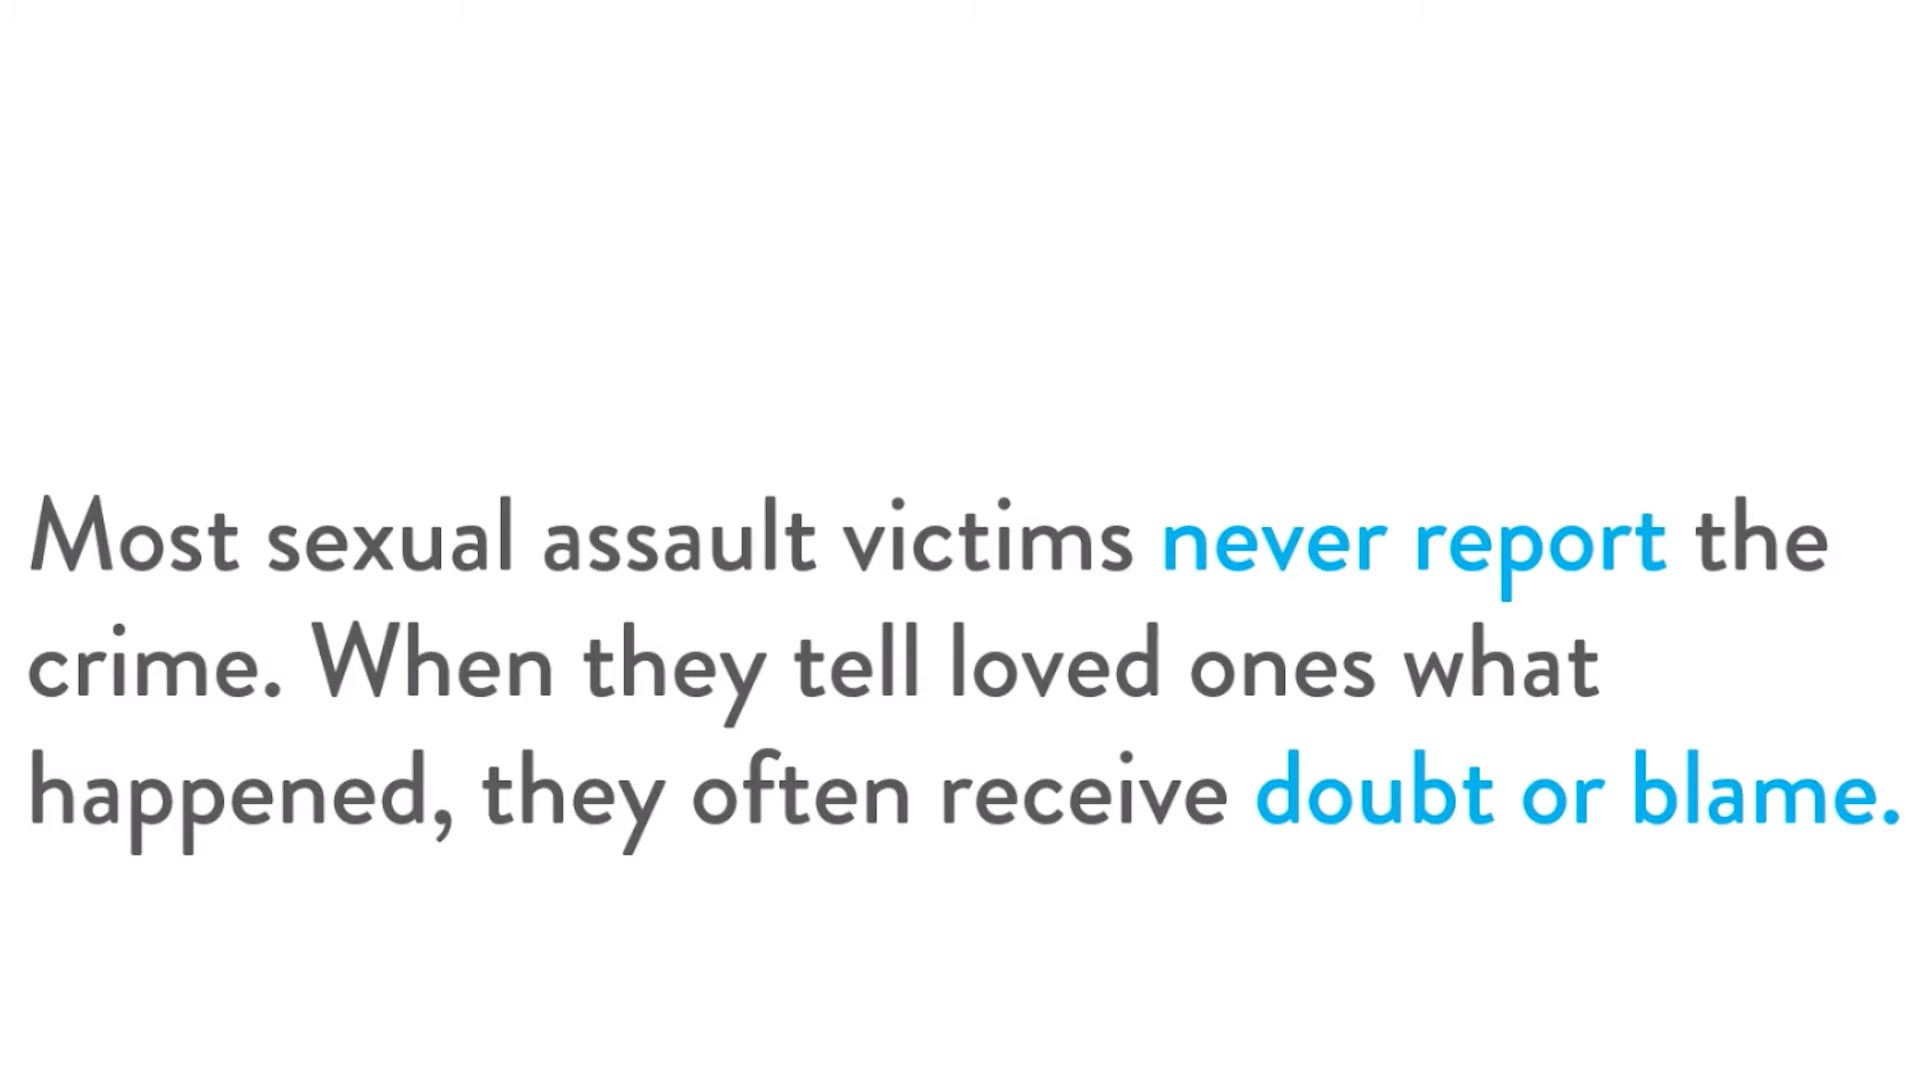 Most sexual assault victims never report the
crime. When they tell loved ones what
happened, they often receive doubt or blame.